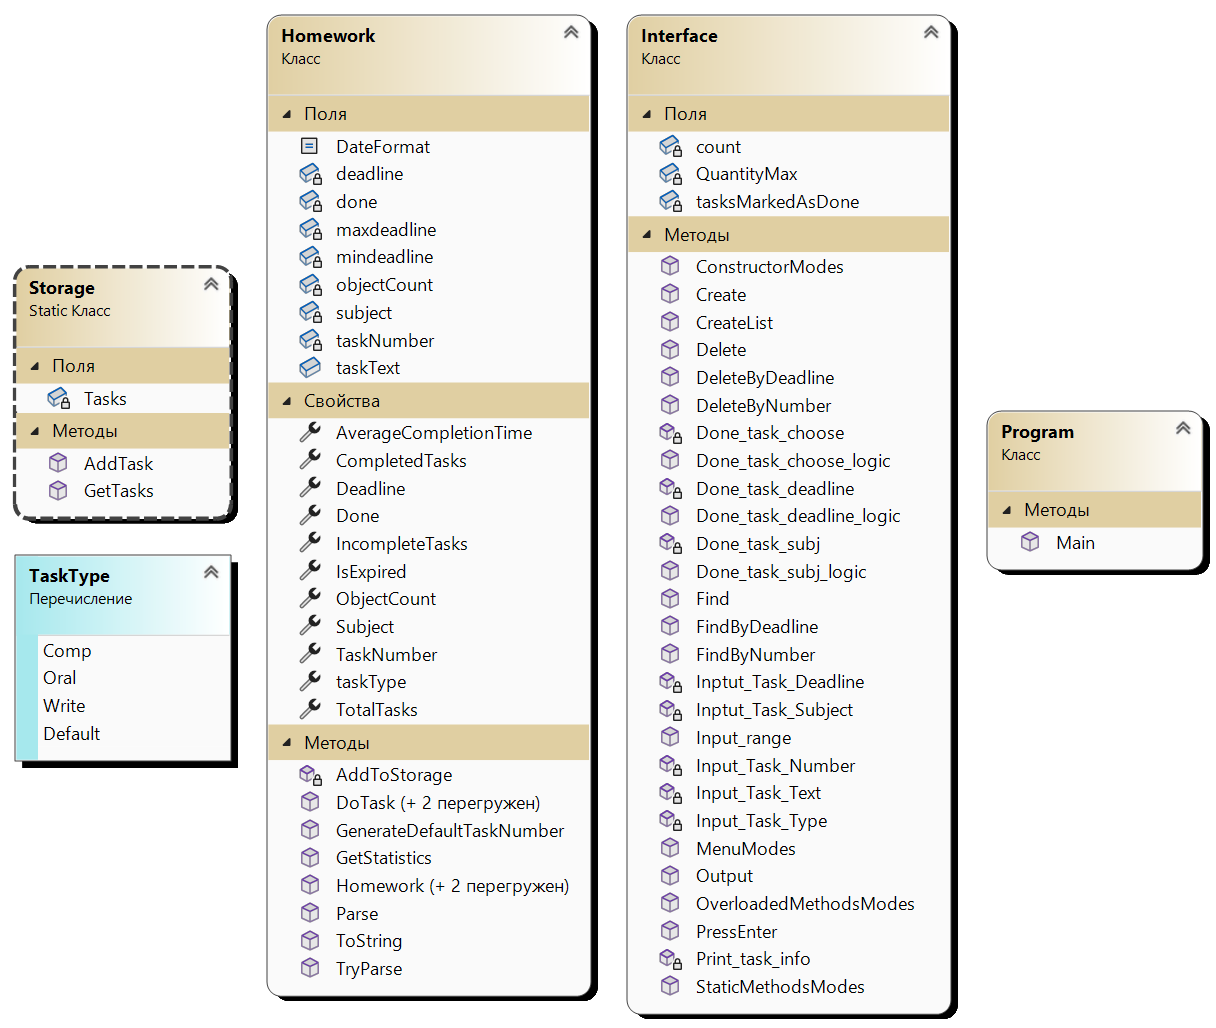 Storage
Static Класс
Поля
Tasks
Методы
AddTask
GetTasks
TaskType
Перечисление
Comp
Oral
Write
Default
Homework
Класс
Поля
DateFormat
deadline
done
maxdeadline
mindeadline
objectCount
subject
taskNumber
taskText
Свойства
AverageCompletionTime
CompletedTasks
Deadline
Done
IncompleteTasks
IsExpired
ObjectCount
Subject
TaskNumber
taskType
TotalTasks
Методы
AddToStorage
DoTask (+ 2 перегружен)
GenerateDefaultTaskNumber
GetStatistics
Homework (+ 2 перегружен)
Parse
ToString
TryParse
Interface
Класс
Поля
count
QuantityMax
tasksMarkedAsDone
Методы
ConstructorModes
Create
CreateList
Delete
DeleteByDeadline
DeleteByNumber
Done_task_choose
Done_task_choose_logic
Done_task_deadline
Done_task_deadline_logic
Done_task_subj
Done_task_subj_logic
Find
FindByDeadline
FindByNumber
Inptut_Task_Deadline
Inptut_Task_Subject
Input_range
Input_Task_Number
Input_Task_Text
Input_Task_Type
MenuModes
Output
OverloadedMethodsModes
PressEnter
Print_task_info
StaticMethodsModes
Program
Класс
Методы
Main